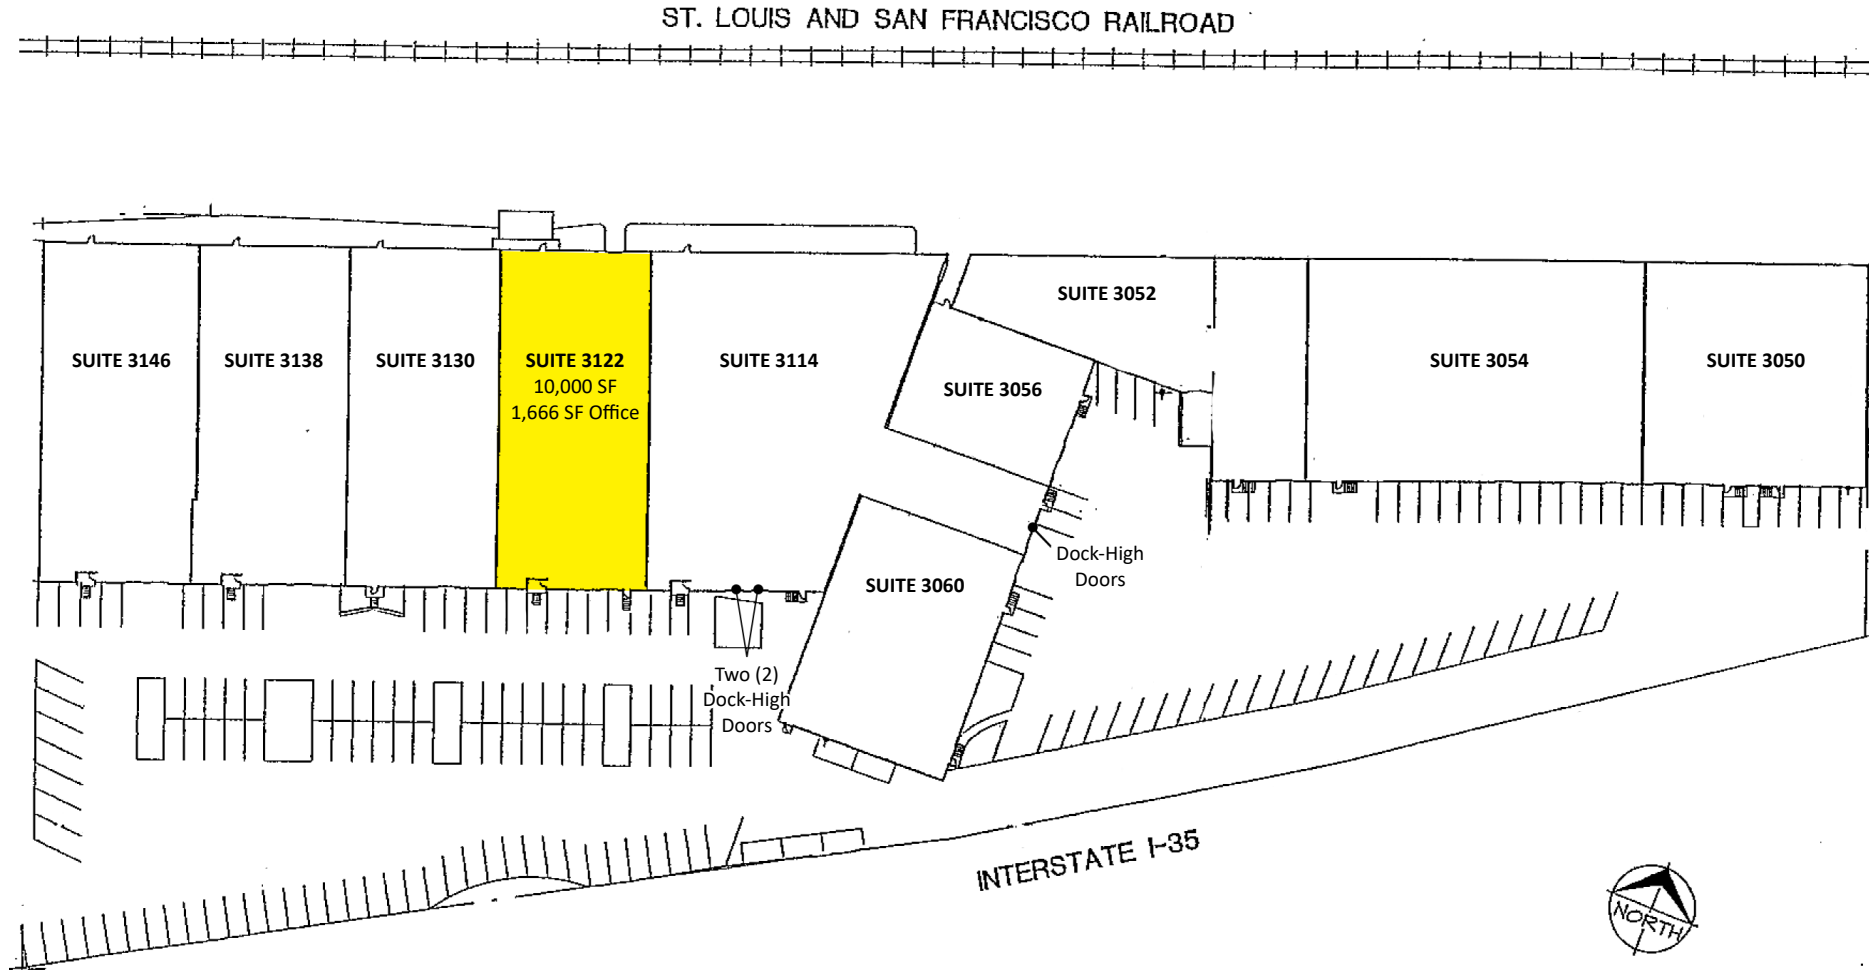 ST. LOUIS AND SAN FRANCISCO RAILROAD
SUITE 3052
SUITE 3146
SUITE 3138
SUITE 3130
SUITE 3122
10,000 SF
1,666 SF Office
SUITE 3114
SUITE 3056
SUITE 3054
SUITE 3050
Dock-High
Doors
SUITE 3060
Two (2)
Dock-High
Doors
INTERSTATE I-35
NORTH